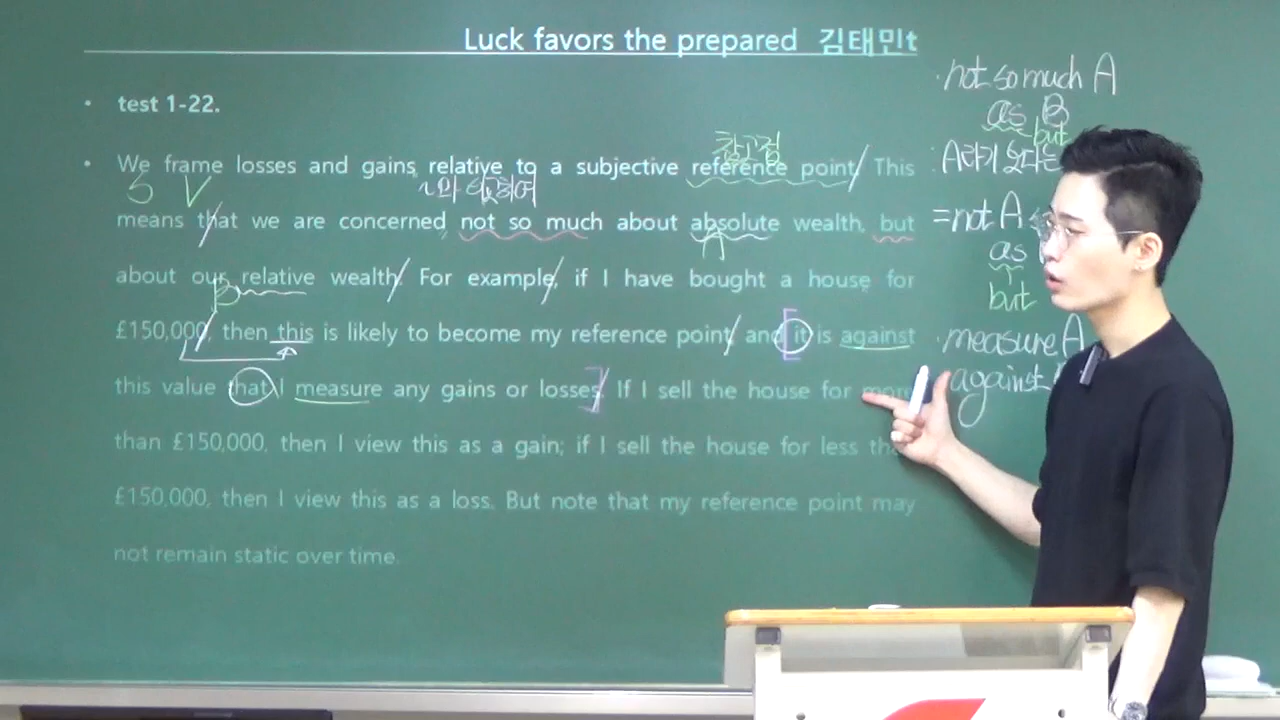 Luck favors the prepared 김태민t
• test 1-22.
참고점
• We frame losses and gains relative to a subjective reference point/ This
S V ~와 비교하여
means that we are concerned not so much about absolute wealth, but
A
about our relative wealth/ For example, if I have bought a house for
B
£150,000, then this is likely to become my reference point/ and it is against
this value that I measure any gains or losses. If I sell the house for more
than £150,000, then I view this as a gain; if I sell the house for less
£150,000, then I view this as a loss. But note that my reference point may
not remain static over time.
· not so much A
as B
but
A라기 보다는
=not A
as
but
· measure A
against